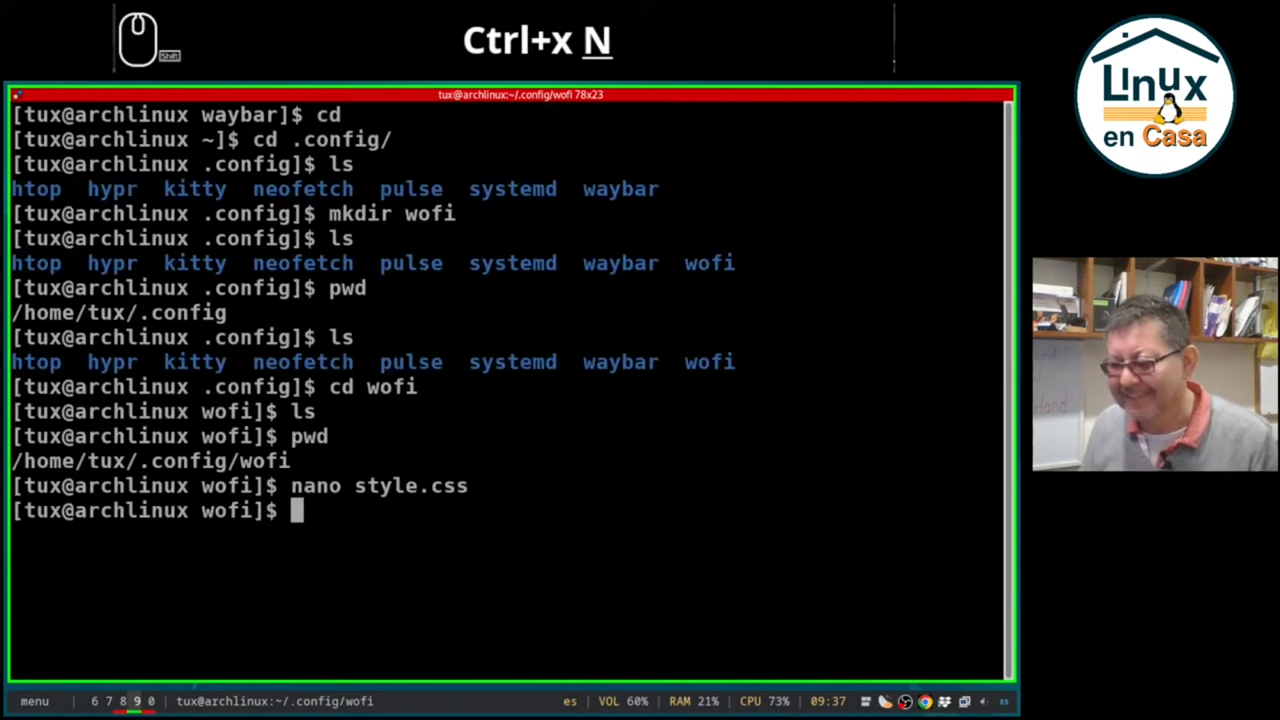 Ctrl+x N
Shift
LInUx
en Casa
tux@archlinux:~/.config/wofi 78x23
[tux@archlinux waybar]$ cd
[tux@archlinux ~]$ cd .config/
[tux@archlinux .config]$ ls
htop  hypr  kitty  neofetch  pulse  systemd  waybar
[tux@archlinux .config]$ mkdir wofi
[tux@archlinux .config]$ ls
htop  hypr  kitty  neofetch  pulse  systemd  waybar  wofi
[tux@archlinux .config]$ pwd
/home/tux/.config
[tux@archlinux .config]$ ls
htop  hypr  kitty  neofetch  pulse  systemd  waybar  wofi
[tux@archlinux .config]$ cd wofi
[tux@archlinux wofi]$ ls
[tux@archlinux wofi]$ pwd
/home/tux/.config/wofi
[tux@archlinux wofi]$ nano style.css
[tux@archlinux wofi]$
menu | 6 7 8 9 0 | tux@archlinux:~/.config/wofi es | VOL 60% | RAM 21% | CPU 73% | 09:37 ES